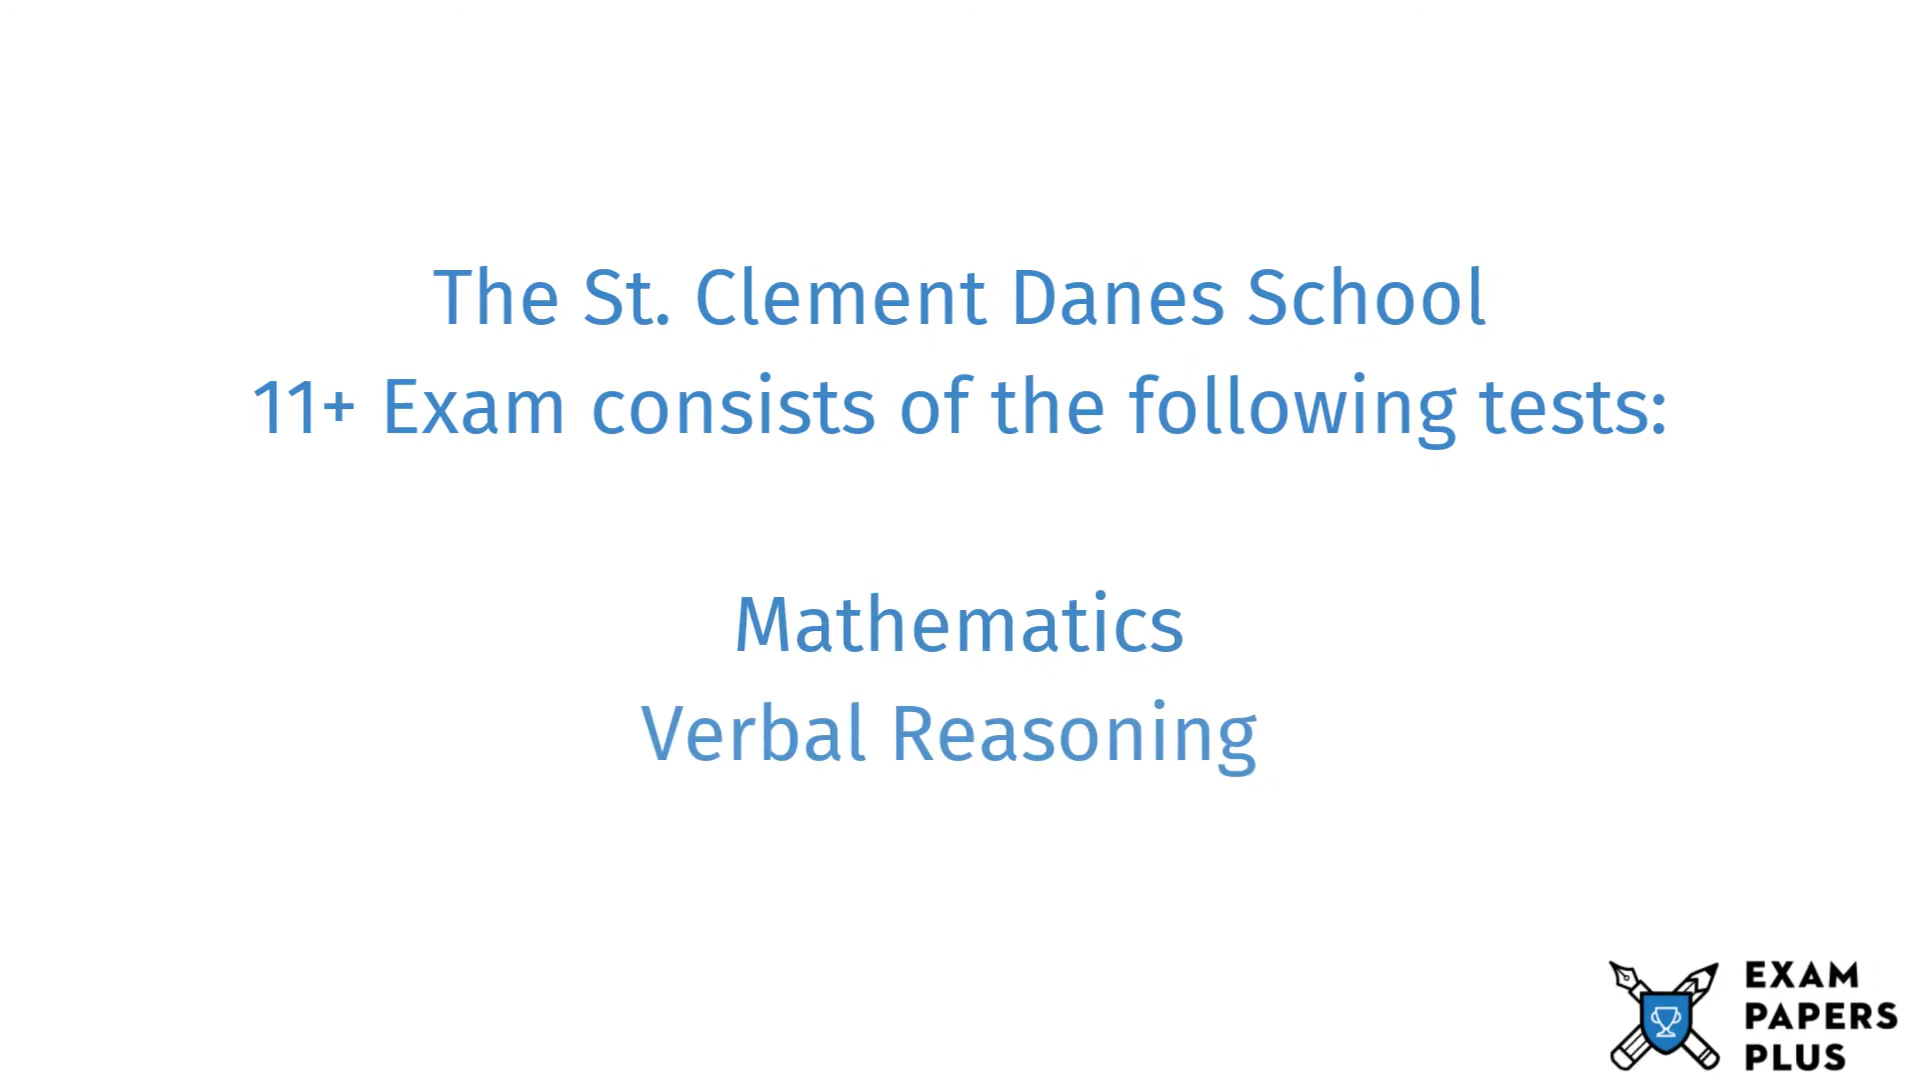 The St. Clement Danes School
11+ Exam consists of the following tests:
Mathematics
Verbal Reasoning
EXAM
PAPERS
PLUS